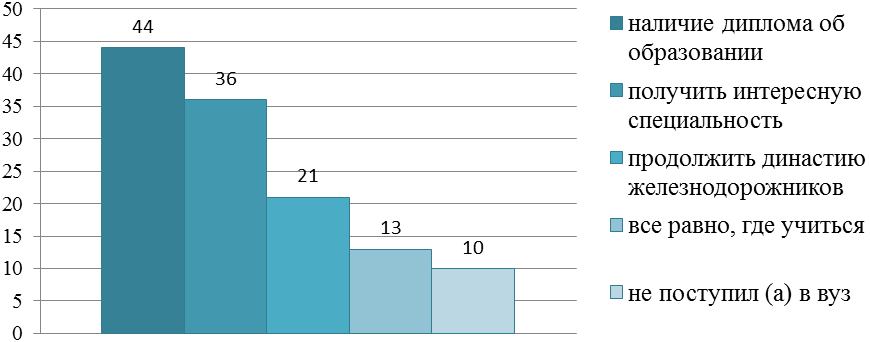 50
45
40
35
30
25
20
15
10
5
0
44
36
21
13
10
наличие диплома об
образовании
получить интересную
специальность
продолжить династию
железнодорожников
все равно, где учиться
не поступил (а) в вуз